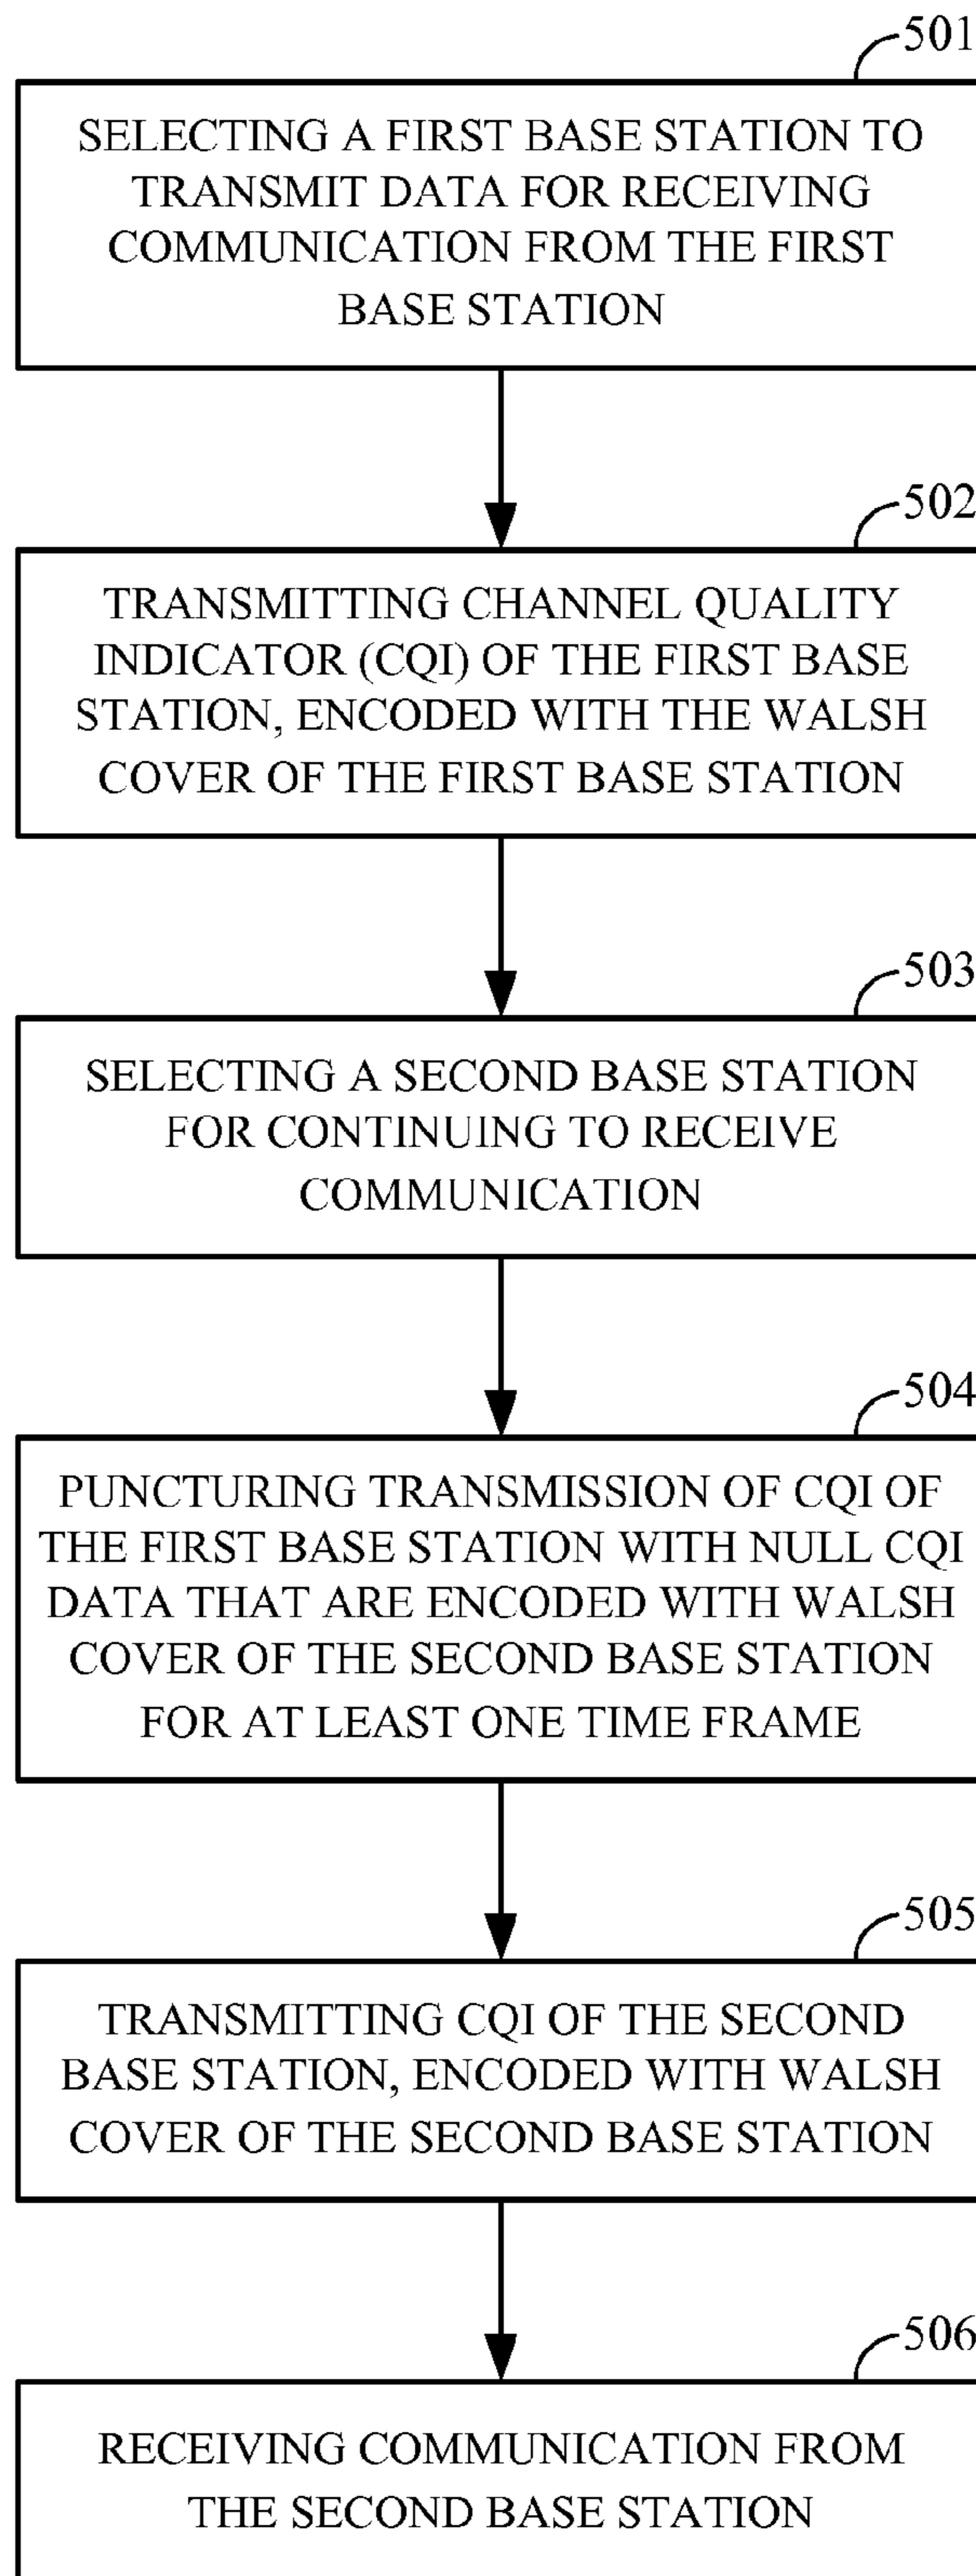 501
SELECTING A FIRST BASE STATION TO
TRANSMIT DATA FOR RECEIVING
COMMUNICATION FROM THE FIRST
BASE STATION
502
TRANSMITTING CHANNEL QUALITY
INDICATOR (CQI) OF THE FIRST BASE
STATION, ENCODED WITH THE WALSH
COVER OF THE FIRST BASE STATION
503
SELECTING A SECOND BASE STATION
FOR CONTINUING TO RECEIVE
COMMUNICATION
504
PUNCTURING TRANSMISSION OF CQI OF
THE FIRST BASE STATION WITH NULL CQI
DATA THAT ARE ENCODED WITH WALSH
COVER OF THE SECOND BASE STATION
FOR AT LEAST ONE TIME FRAME
505
TRANSMITTING CQI OF THE SECOND
BASE STATION, ENCODED WITH WALSH
COVER OF THE SECOND BASE STATION
506
RECEIVING COMMUNICATION FROM
THE SECOND BASE STATION